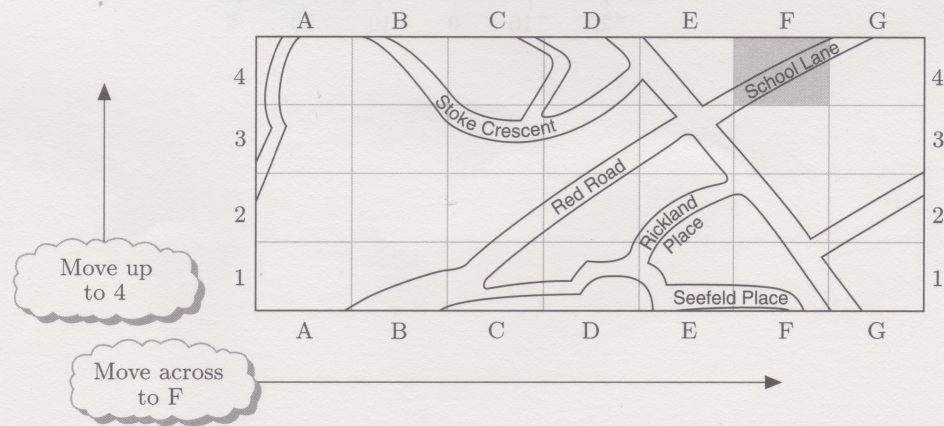 A B C D E F G
4 4
School Lane
Stoke Crescent
3 3
Red Road
2 2
Rickland
Place
Move up
to 4
1 1
Seefeld Place
A B C D E F G
Move across
to F